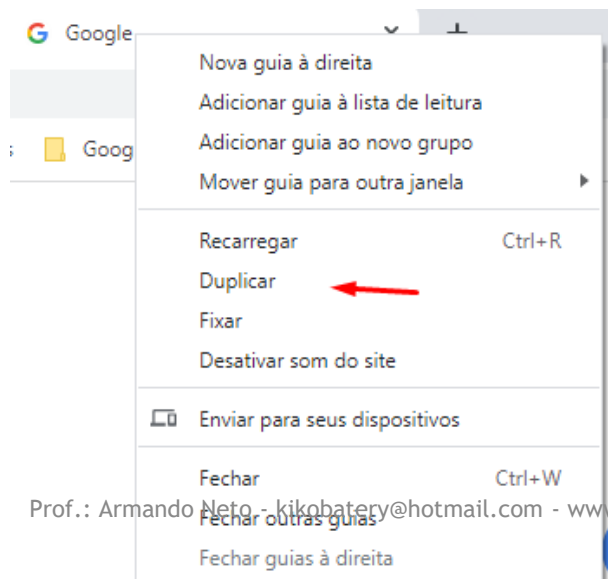 Google
Nova guia à direita
Adicionar guia à lista de leitura
Goog
Adicionar guia ao novo grupo
Mover guia para outra janela
Recarregar Ctrl+R
Duplicar
Fixar
Desativar som do site
Enviar para seus dispositivos
Fechar Ctrl+W
Prof.: Armando Neto - kikobatery@hotmail.com - www
Fechar outras guias
Fechar guias à direita